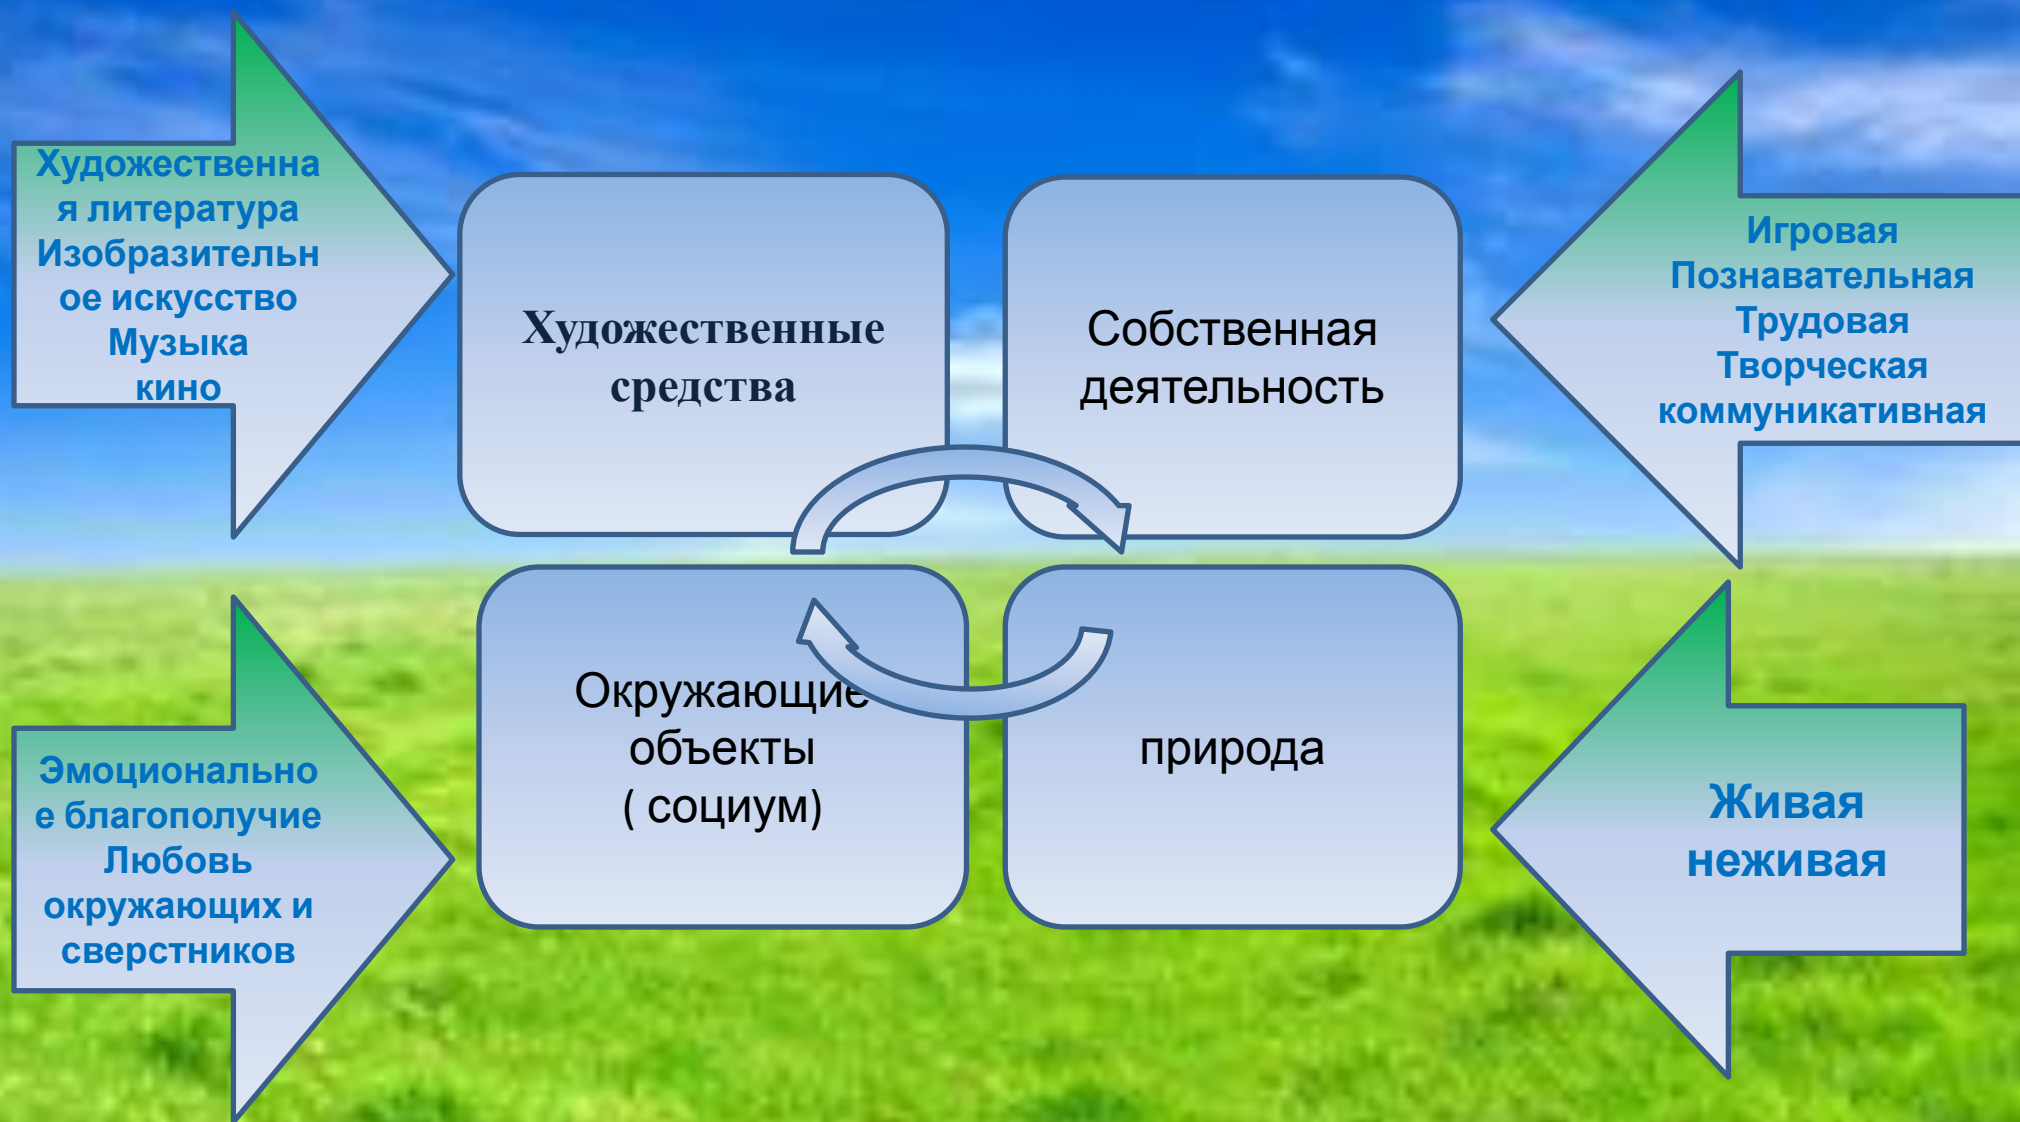 Художественна
я литература
Изобразительн
ое искусство
Музыка
кино
Художественные
средства
Собственная
деятельность
Игровая
Познавательная
Трудовая
Творческая
коммуникативная
Эмоционально
е благополучие
Любовь
окружающих и
сверстников
Окружающие
объекты
( социум)
природа
Живая
неживая